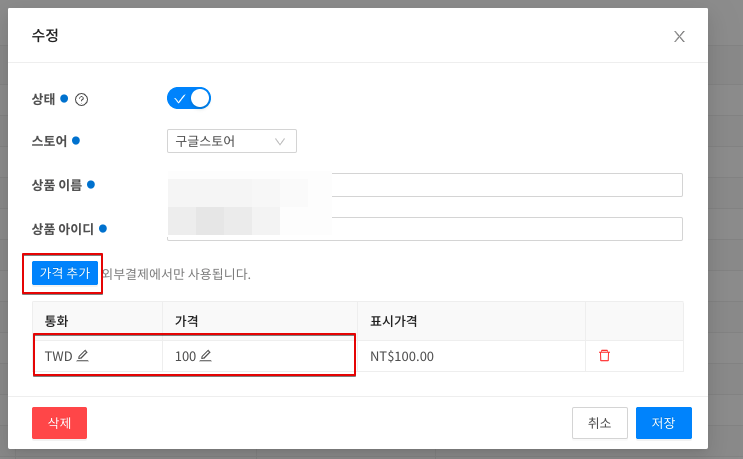 수정
상태
스토어 구글스토어
상품 이름
상품 아이디
가격 추가 외부결제에서만 사용됩니다.
통화 가격 표시가격
TWD 100 NT$100.00
삭제 취소 저장